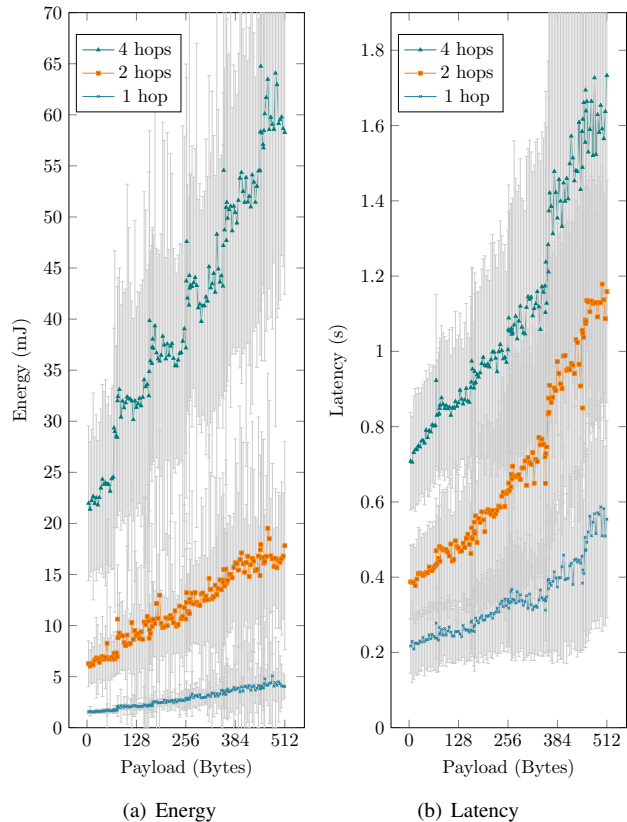 70
65
60
55
50
45
40
35
30
25
20
15
10
5
0
Energy (mJ)
4 hops
2 hops
1 hop
0 128 256 384 512
Payload (Bytes)
(a) Energy
1.8
1.6
1.4
1.2
1
0.8
0.6
0.4
0.2
0
Latency (s)
4 hops
2 hops
1 hop
0 128 256 384 512
Payload (Bytes)
(b) Latency